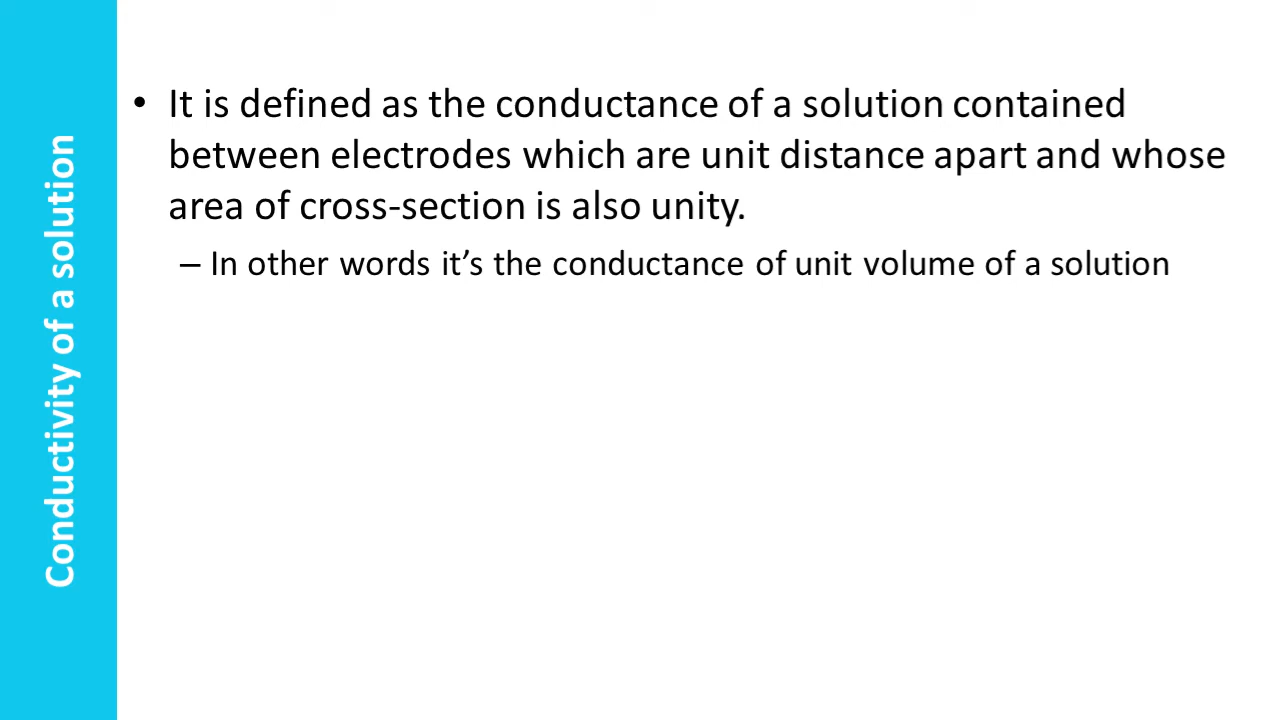 Conductivity of a solution
• It is defined as the conductance of a solution contained
between electrodes which are unit distance apart and whose
area of cross-section is also unity.
– In other words it’s the conductance of unit volume of a solution